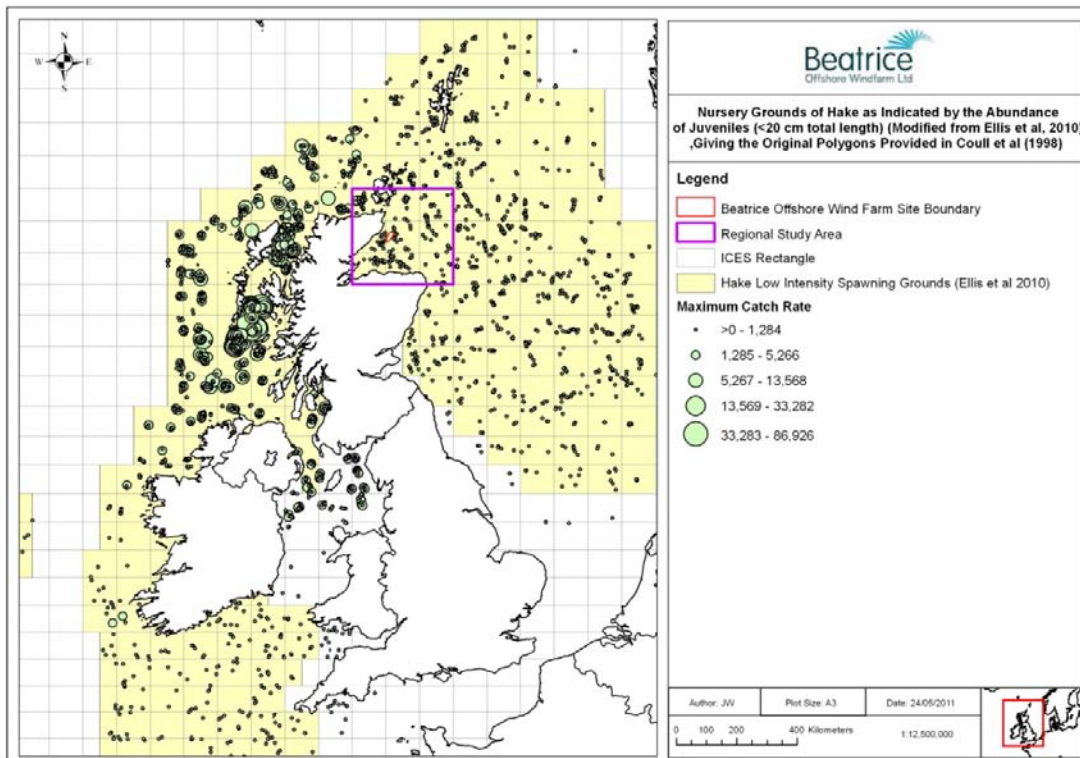 N
W E
S
Beatrice
Offshore Windfarm Ltd
Nursery Grounds of Hake as Indicated by the Abundance
of Juveniles (<20 cm total length) (Modified from Ellis et al, 2010)
,Giving the Original Polygons Provided in Coull et al (1998)
Legend
Beatrice Offshore Wind Farm Site Boundary
Regional Study Area
ICES Rectangle
Hake Low Intensity Spawning Grounds (Ellis et al 2010)
Maximum Catch Rate
>0 - 1,284
1,285 - 5,266
5,267 - 13,568
13,569 - 33,282
33,283 - 86,926
Author: JW Plot Size: A3 Date: 24/05/2011
0 100 200 400 Kilometers
1:12,500,000